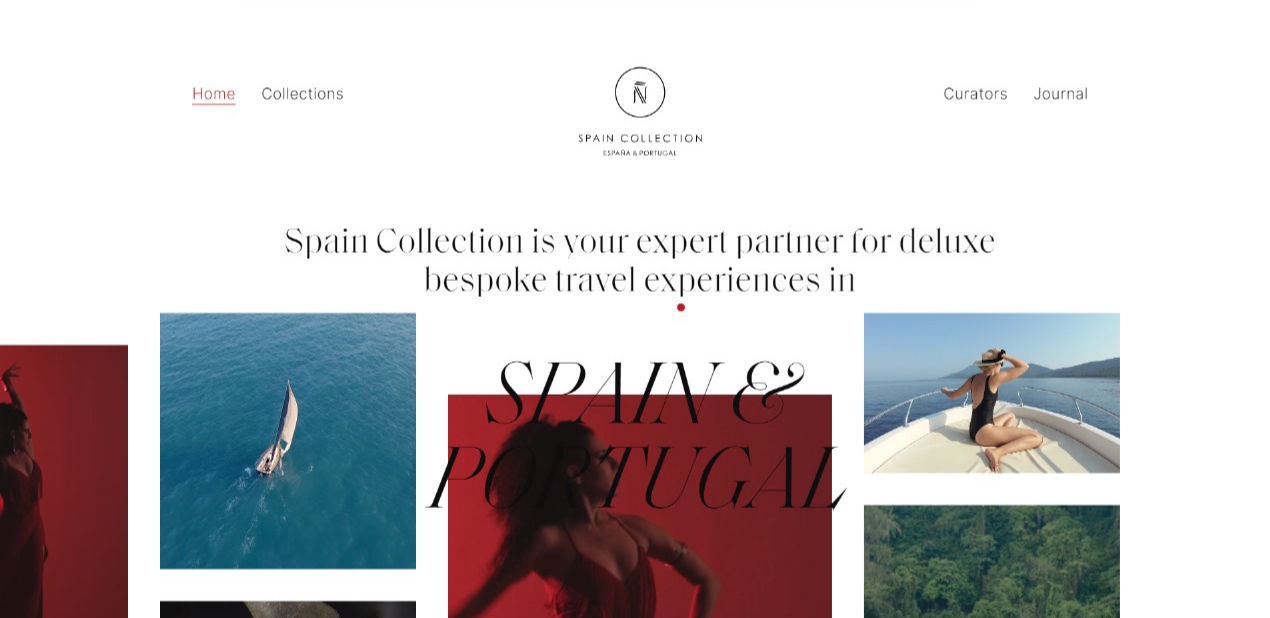 Home
Collections
Ñ
SPAIN COLLECTION
ESPAÑA & PORTUGAL
Curators
Journal
Spain Collection is your expert partner for deluxe
bespoke travel experiences in
SPAIN &
PORTUGAL